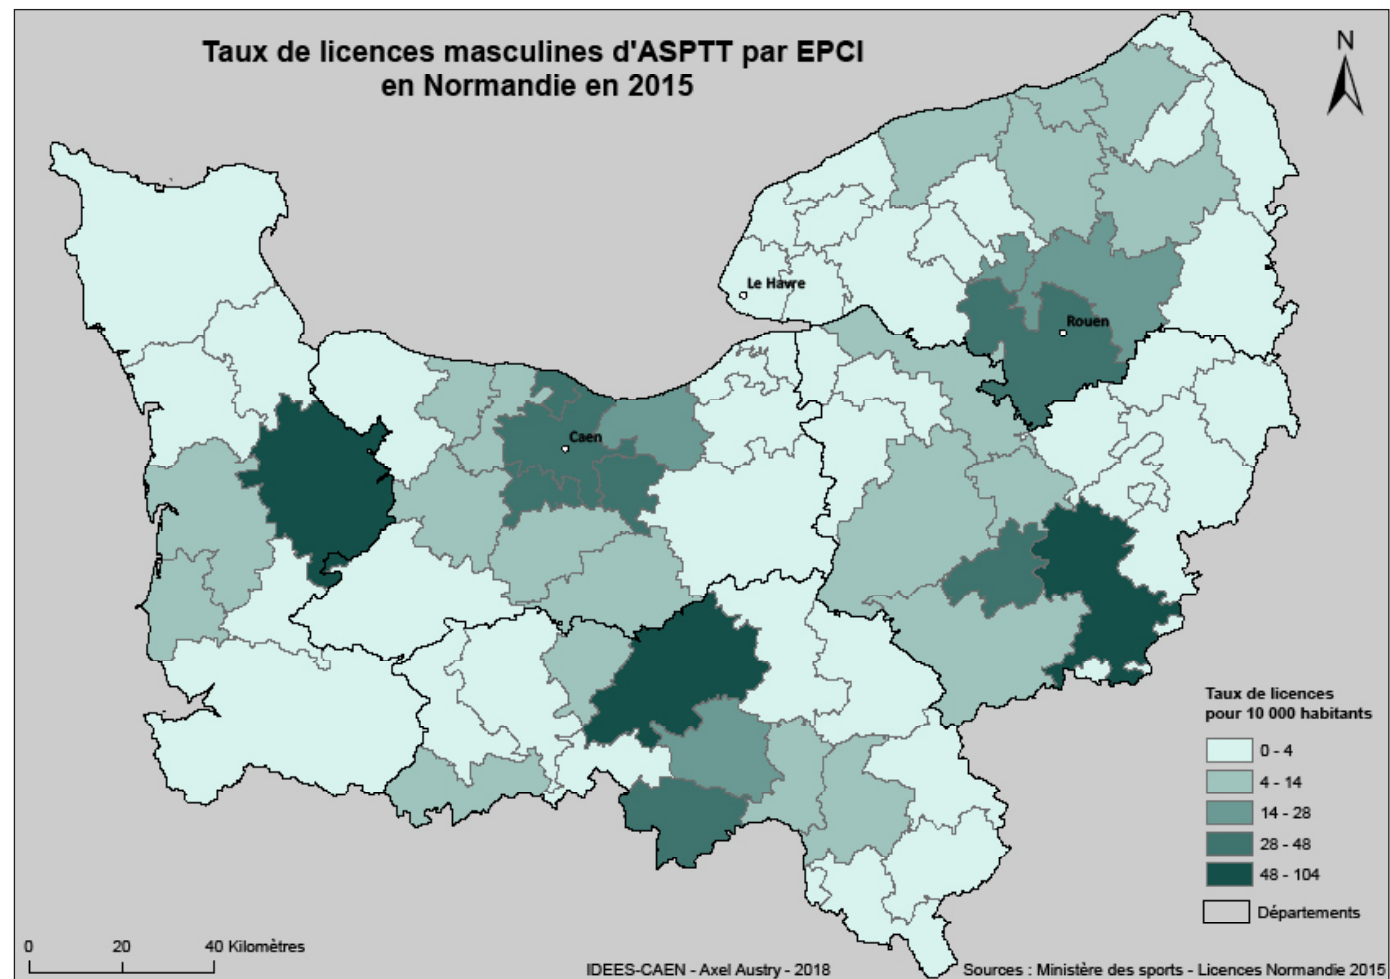 Taux de licences masculines d'ASPTT par EPCI
en Normandie en 2015
N
Le Havre
Rouen
Caen
Taux de licences
pour 10 000 habitants
0 - 4
4 - 14
14 - 28
28 - 48
48 - 104
Départements
0 20 40 Kilomètres
IDEES-CAEN - Axel Austry - 2018
Sources : Ministère des sports - Licences Normandie 2015